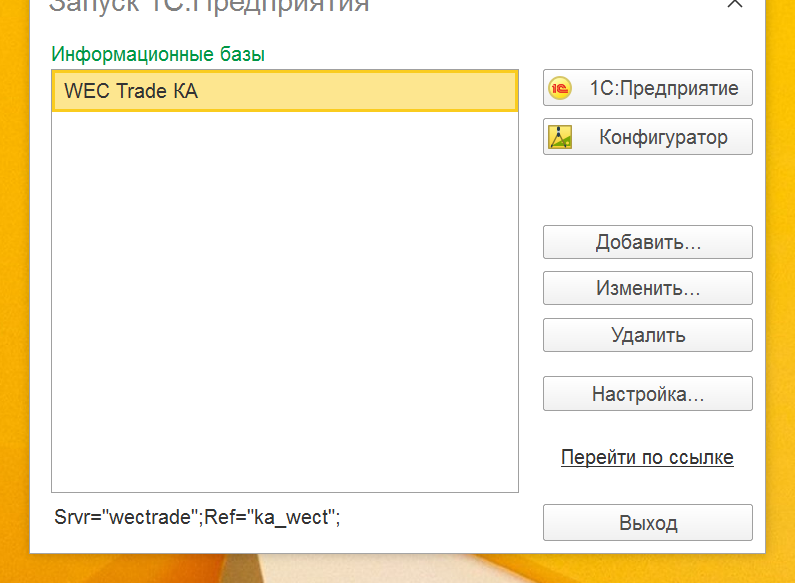 Запуск 1С:Предприятия
Информационные базы
WEC Trade КА
1С:Предприятие
Конфигуратор
Добавить...
Изменить...
Удалить
Настройка...
Перейти по ссылке
Srvr="wectrade";Ref="ka_wect";
Выход